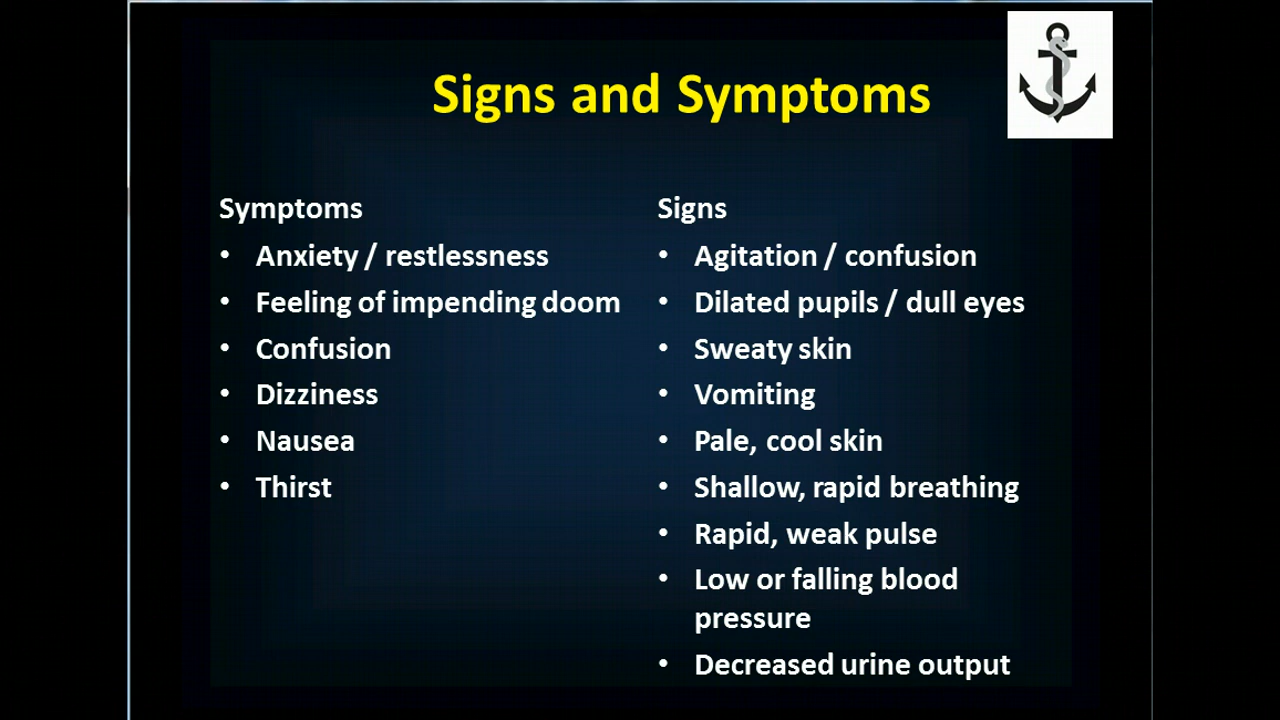 Signs and Symptoms
Symptoms
• Anxiety / restlessness
• Feeling of impending doom
• Confusion
• Dizziness
• Nausea
• Thirst
Signs
• Agitation / confusion
• Dilated pupils / dull eyes
• Sweaty skin
• Vomiting
• Pale, cool skin
• Shallow, rapid breathing
• Rapid, weak pulse
• Low or falling blood
pressure
• Decreased urine output